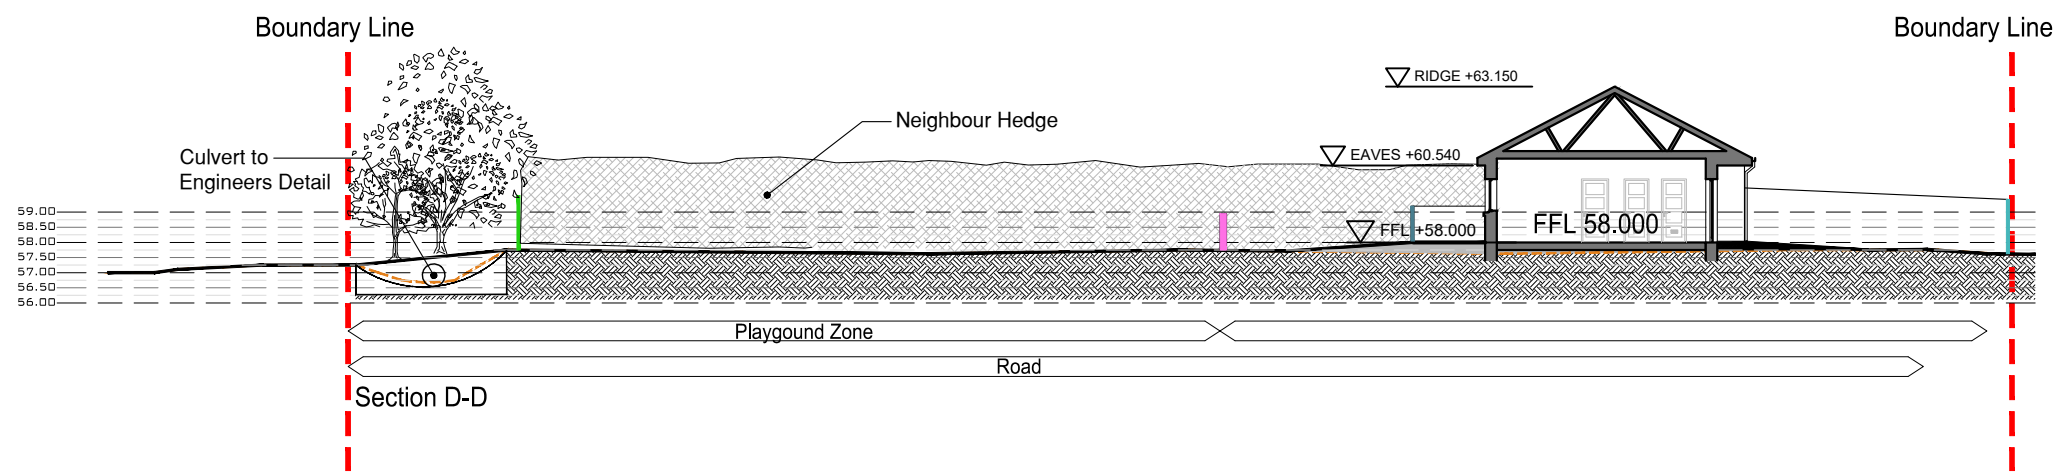 Boundary Line
Boundary Line
RIDGE +63.150
Neighbour Hedge
Culvert to
Engineers Detail
EAVES +60.540
59.00
58.50
58.00
57.50
57.00
56.50
56.00
FFL +58.000
FFL 58.000
Playgound Zone
Road
Section D-D